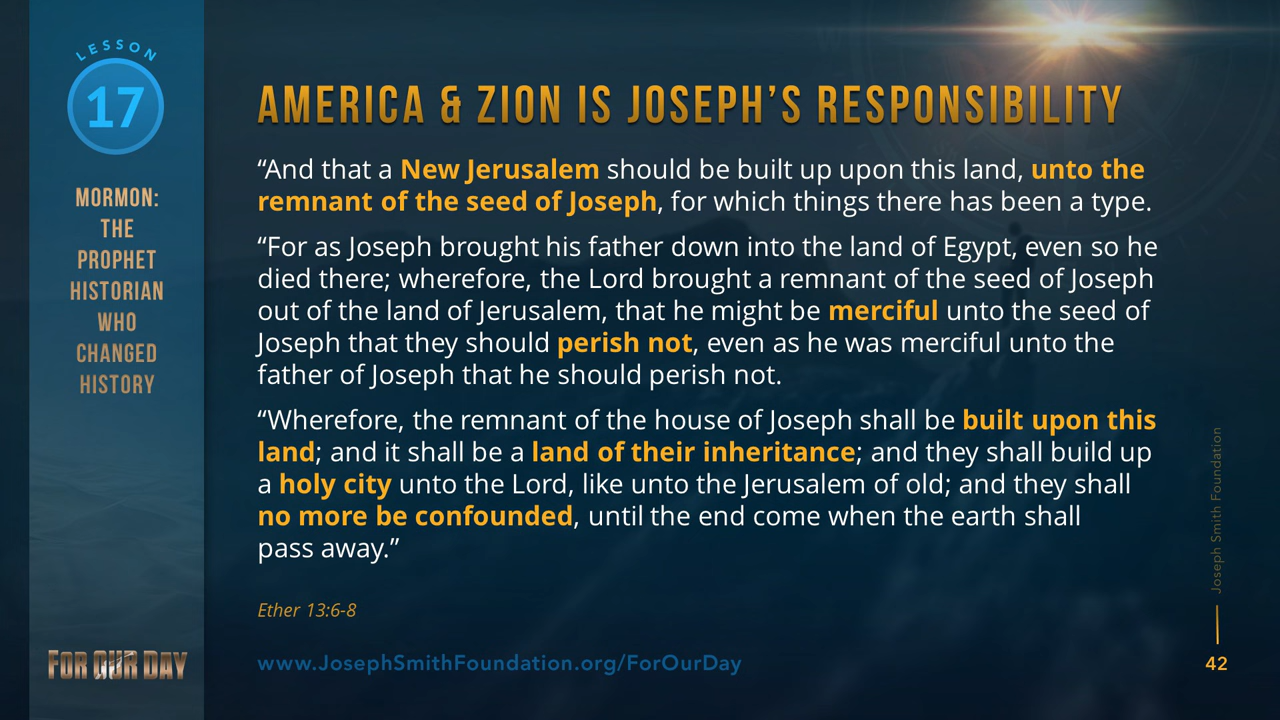 LESSON
17
MORMON:
THE
PROPHET
HISTORIAN
WHO
CHANGED
HISTORY
FOR OUR DAY
AMERICA & ZION IS JOSEPH’S RESPONSIBILITY
“And that a New Jerusalem should be built up upon this land, unto the
remnant of the seed of Joseph, for which things there has been a type.
“For as Joseph brought his father down into the land of Egypt, even so he
died there; wherefore, the Lord brought a remnant of the seed of Joseph
out of the land of Jerusalem, that he might be merciful unto the seed of
Joseph that they should perish not, even as he was merciful unto the
father of Joseph that he should perish not.
“Wherefore, the remnant of the house of Joseph shall be built upon this
land; and it shall be a land of their inheritance; and they shall build up
a holy city unto the Lord, like unto the Jerusalem of old; and they shall
no more be confounded, until the end come when the earth shall
pass away.”
Ether 13:6-8
www.JosephSmithFoundation.org/ForOurDay
Joseph Smith Foundation
42